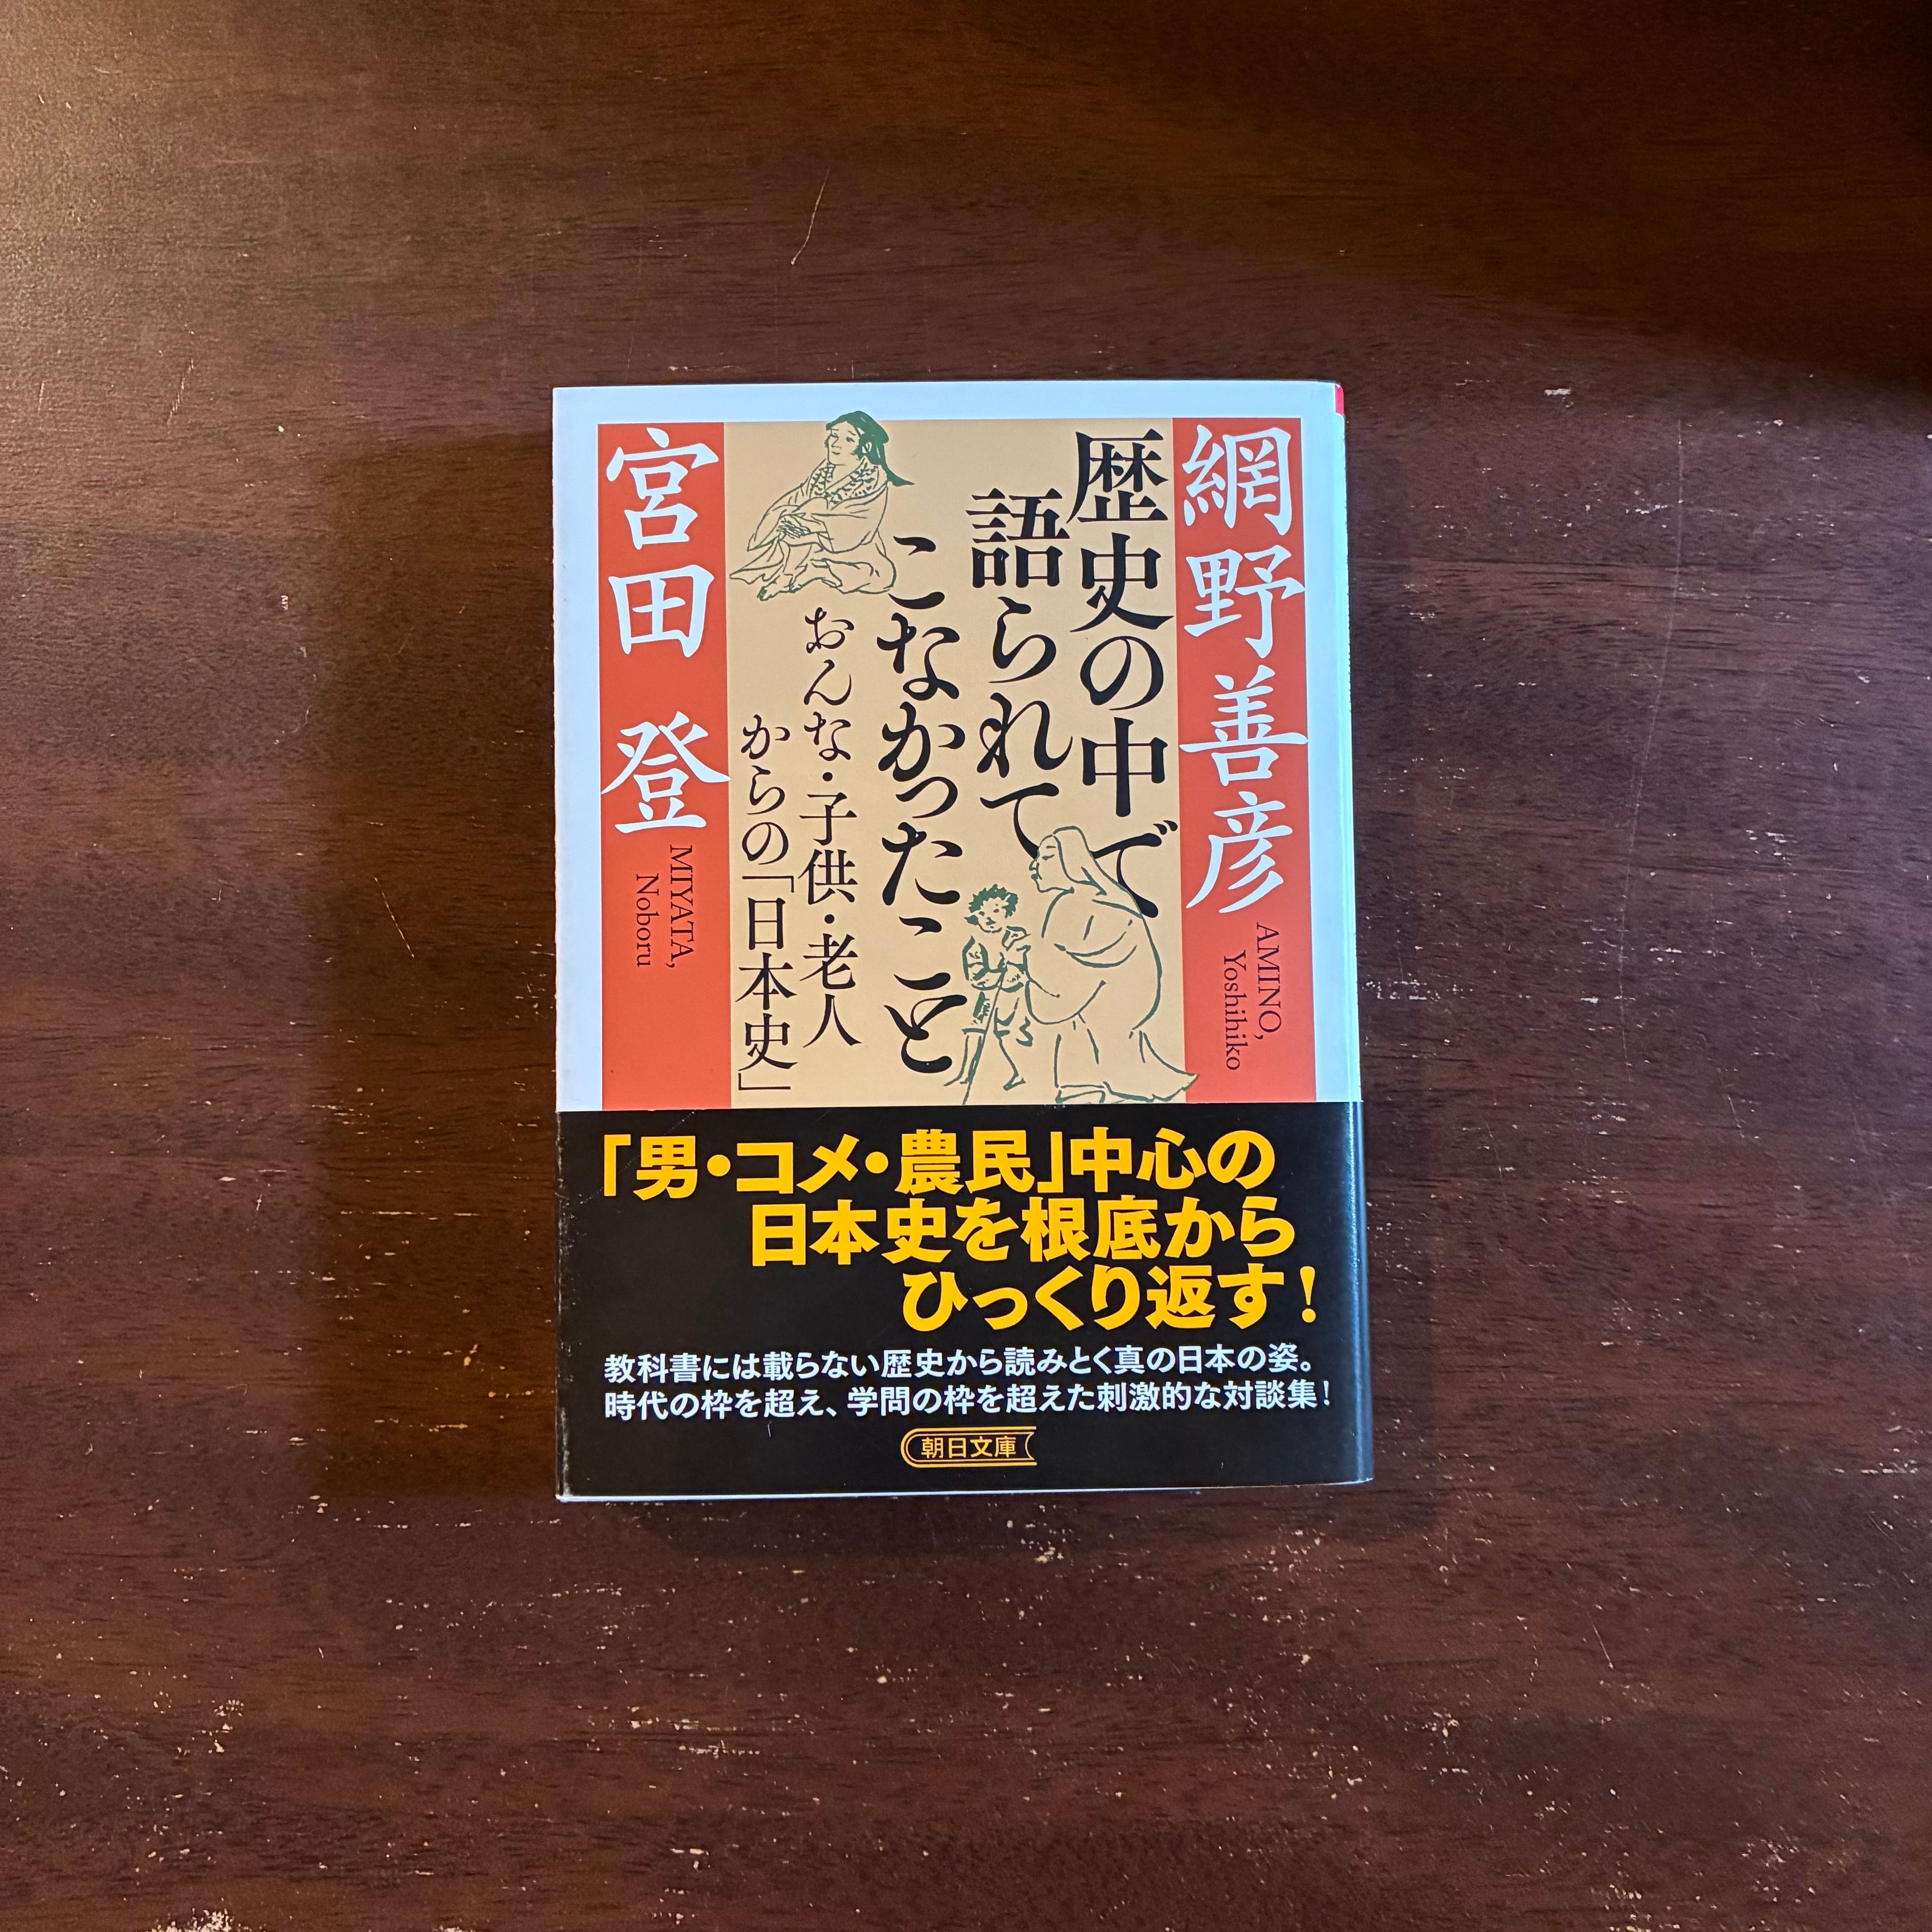 網野善彦
AMINO,
Yoshihiko
歴史の中で
語られて
こなかったこと
おんな・子供・老人
からの「日本史」
宮田 登
MIYATA,
Noboru
「男・コメ・農民」中心の
日本史を根底から
ひっくり返す!
教科書には載らない歴史から読みとく真の日本の姿。
時代の枠を超え、学問の枠を超えた刺激的な対談集!
朝日文庫